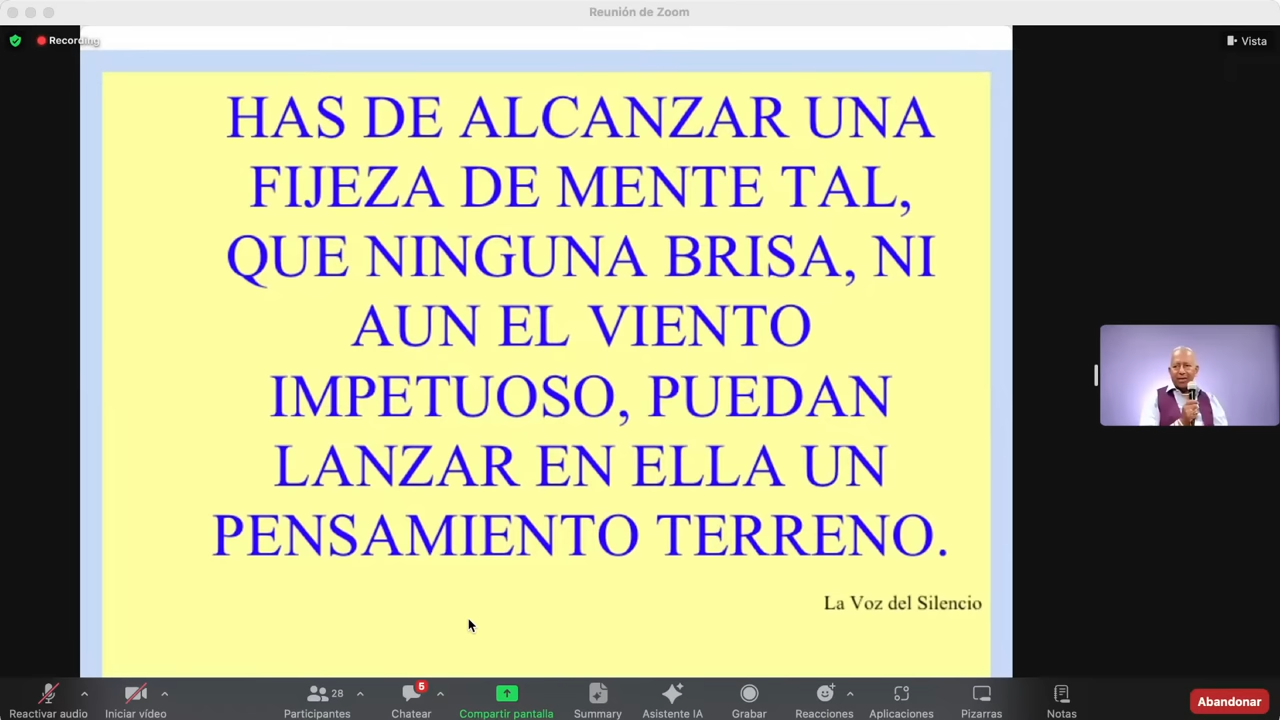 Reunión de Zoom
Recording
Vista
HAS DE ALCANZAR UNA
FIJEZA DE MENTE TAL,
QUE NINGUNA BRISA, NI
AUN EL VIENTO
IMPETUOSO, PUEDAN
LANZAR EN ELLA UN
PENSAMIENTO TERRENO.
La Voz del Silencio
Reactivar audio
Iniciar vídeo
28
Participantes
5
Chatear
Compartir pantalla
Summary
Asistente IA
Grabar
Reacciones
Aplicaciones
Pizarras
Notas
Abandonar